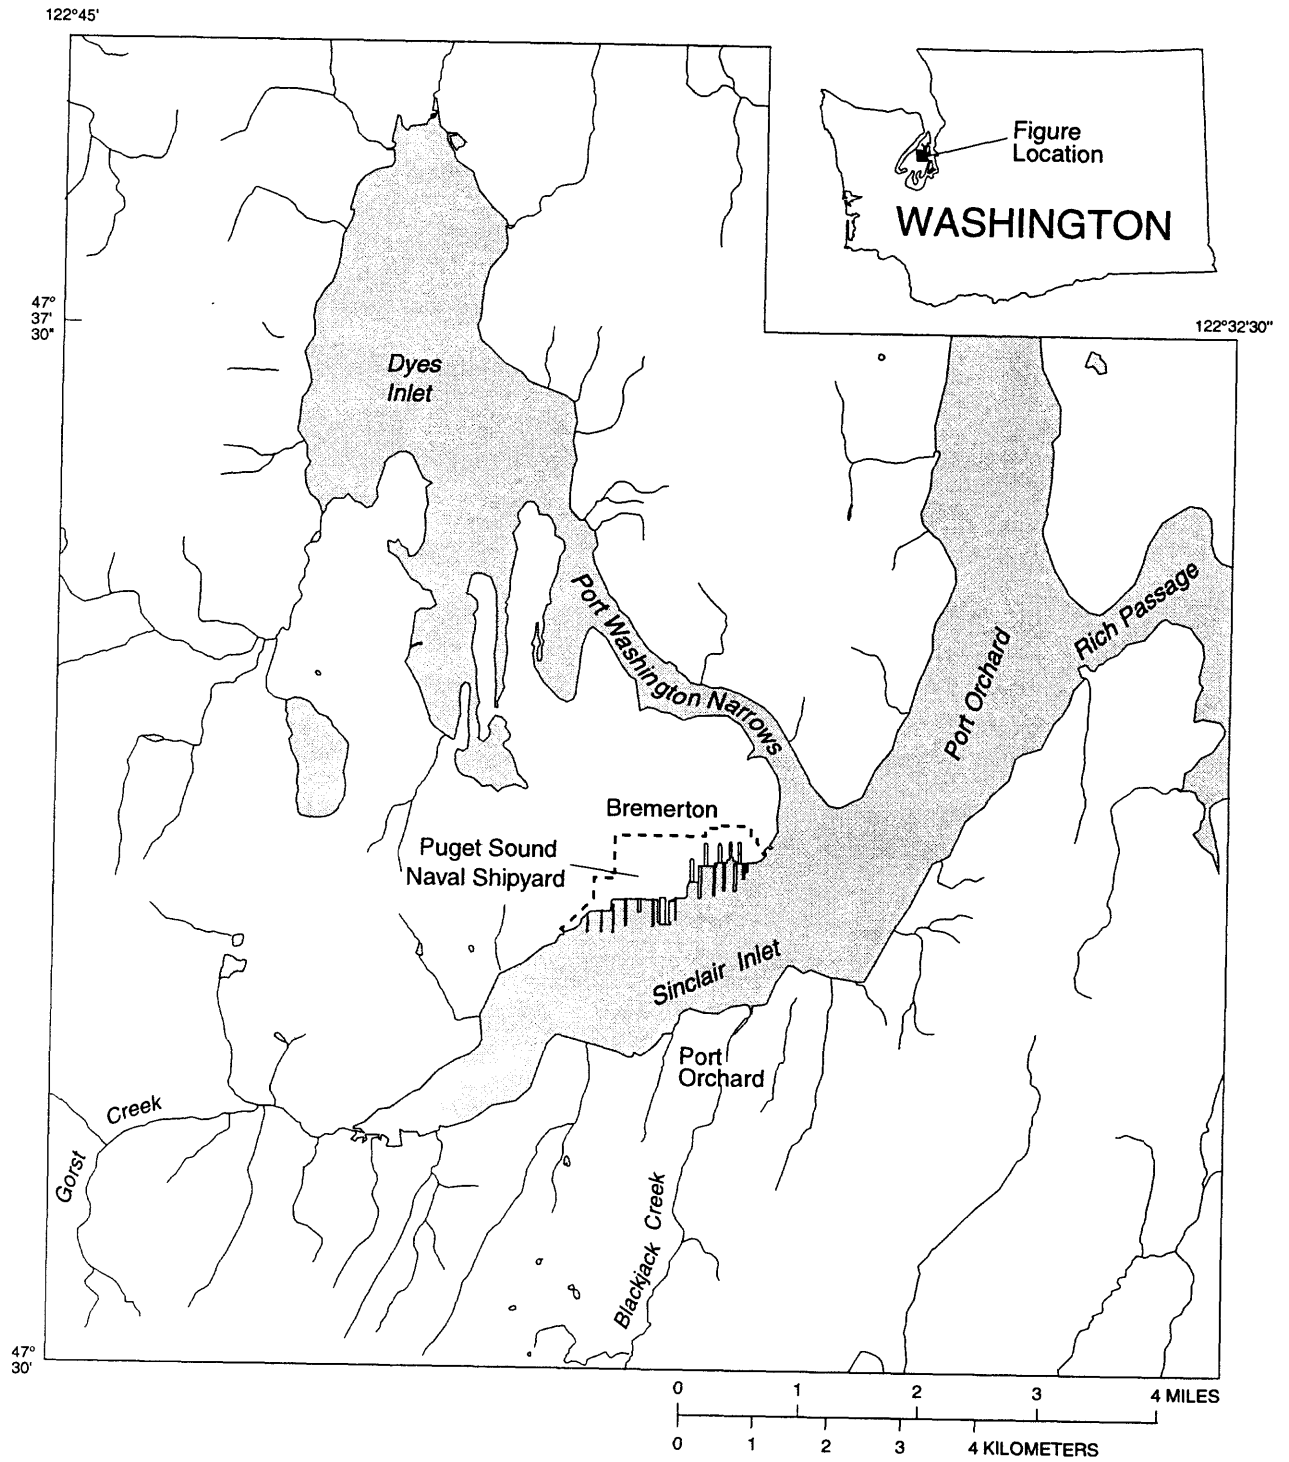 122°45'
Figure
Location
WASHINGTON
47°
37'
30"
122°32'30"
Dyes
Inlet
Port Washington Narrows
Rich Passage
Port Orchard
Bremerton
Puget Sound
Naval Shipyard
Sinclair Inlet
Port
Orchard
Creek
Gorst
Blackjack Creek
47°
30'
0 1 2 3 4 MILES
0 1 2 3 4 KILOMETERS